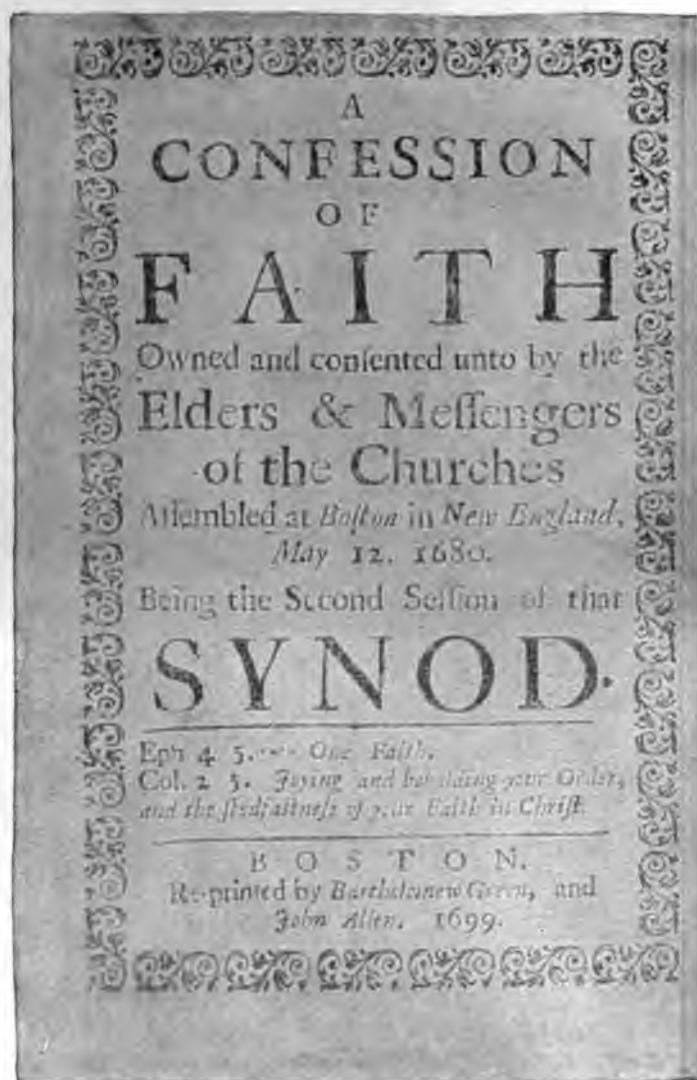 A
CONFESSION
OF
FAITH
Owned and conſented unto by the
Elders & Meſſengers
of the Churches
Aſſembled at Boſton in New England,
May 12. 1680.
Being the Second Seſſion of that
SYNOD.
Eph 4 5. --- One Faith.
Col. 2 5. Joying and beholding your Order,
and the ſtedfaſtneſs of your Faith in Chriſt.
BOSTON.
Re-printed by Bartholomew Green, and
John Allen. 1699.